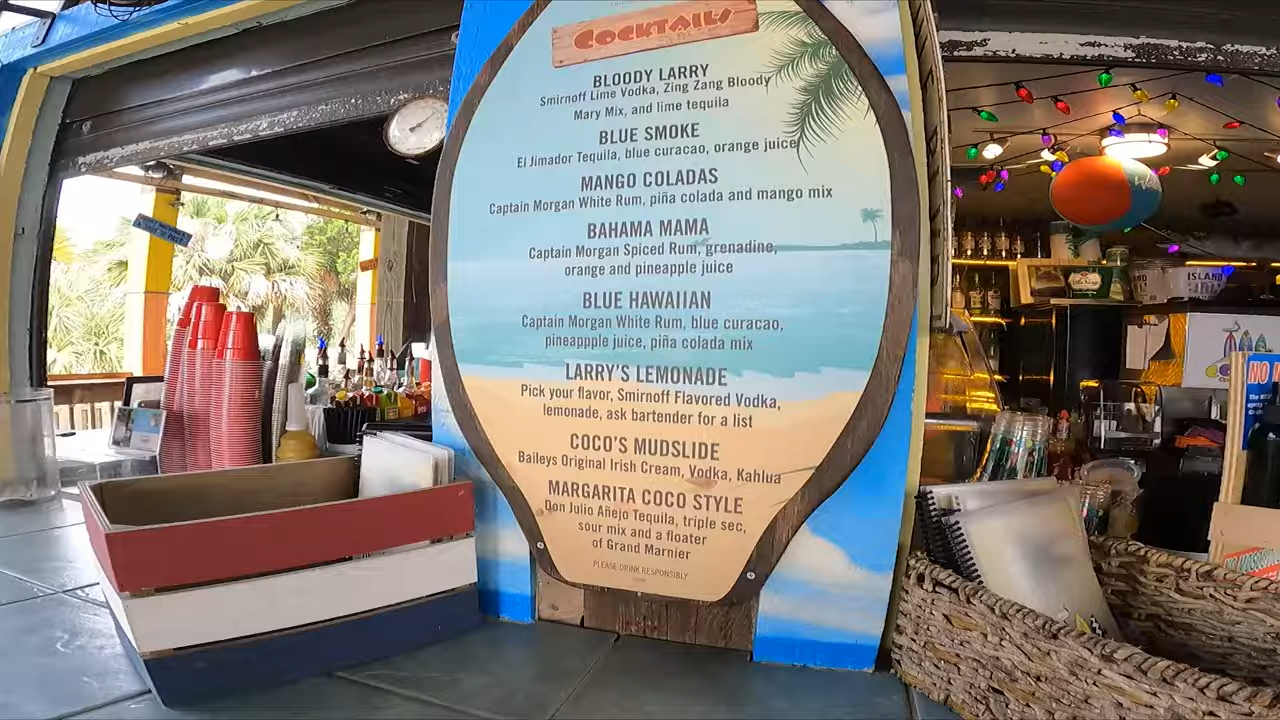 COCKTAILS
BLOODY LARRY
Smirnoff Lime Vodka, Zing Zang Bloody
Mary Mix, and lime tequila
BLUE SMOKE
El Jimador Tequila, blue curacao, orange juice
MANGO COLADAS
Captain Morgan White Rum, piña colada and mango mix
BAHAMA MAMA
Captain Morgan Spiced Rum, grenadine,
orange and pineapple juice
BLUE HAWAIIAN
Captain Morgan White Rum, blue curacao,
pineappple juice, piña colada mix
LARRY'S LEMONADE
Pick your flavor, Smirnoff Flavored Vodka,
lemonade, ask bartender for a list
COCO'S MUDSLIDE
Baileys Original Irish Cream, Vodka, Kahlua
MARGARITA COCO STYLE
Don Julio Añejo Tequila, triple sec,
sour mix and a floater
of Grand Marnier
PLEASE DRINK RESPONSIBLY
ISLAND
NO